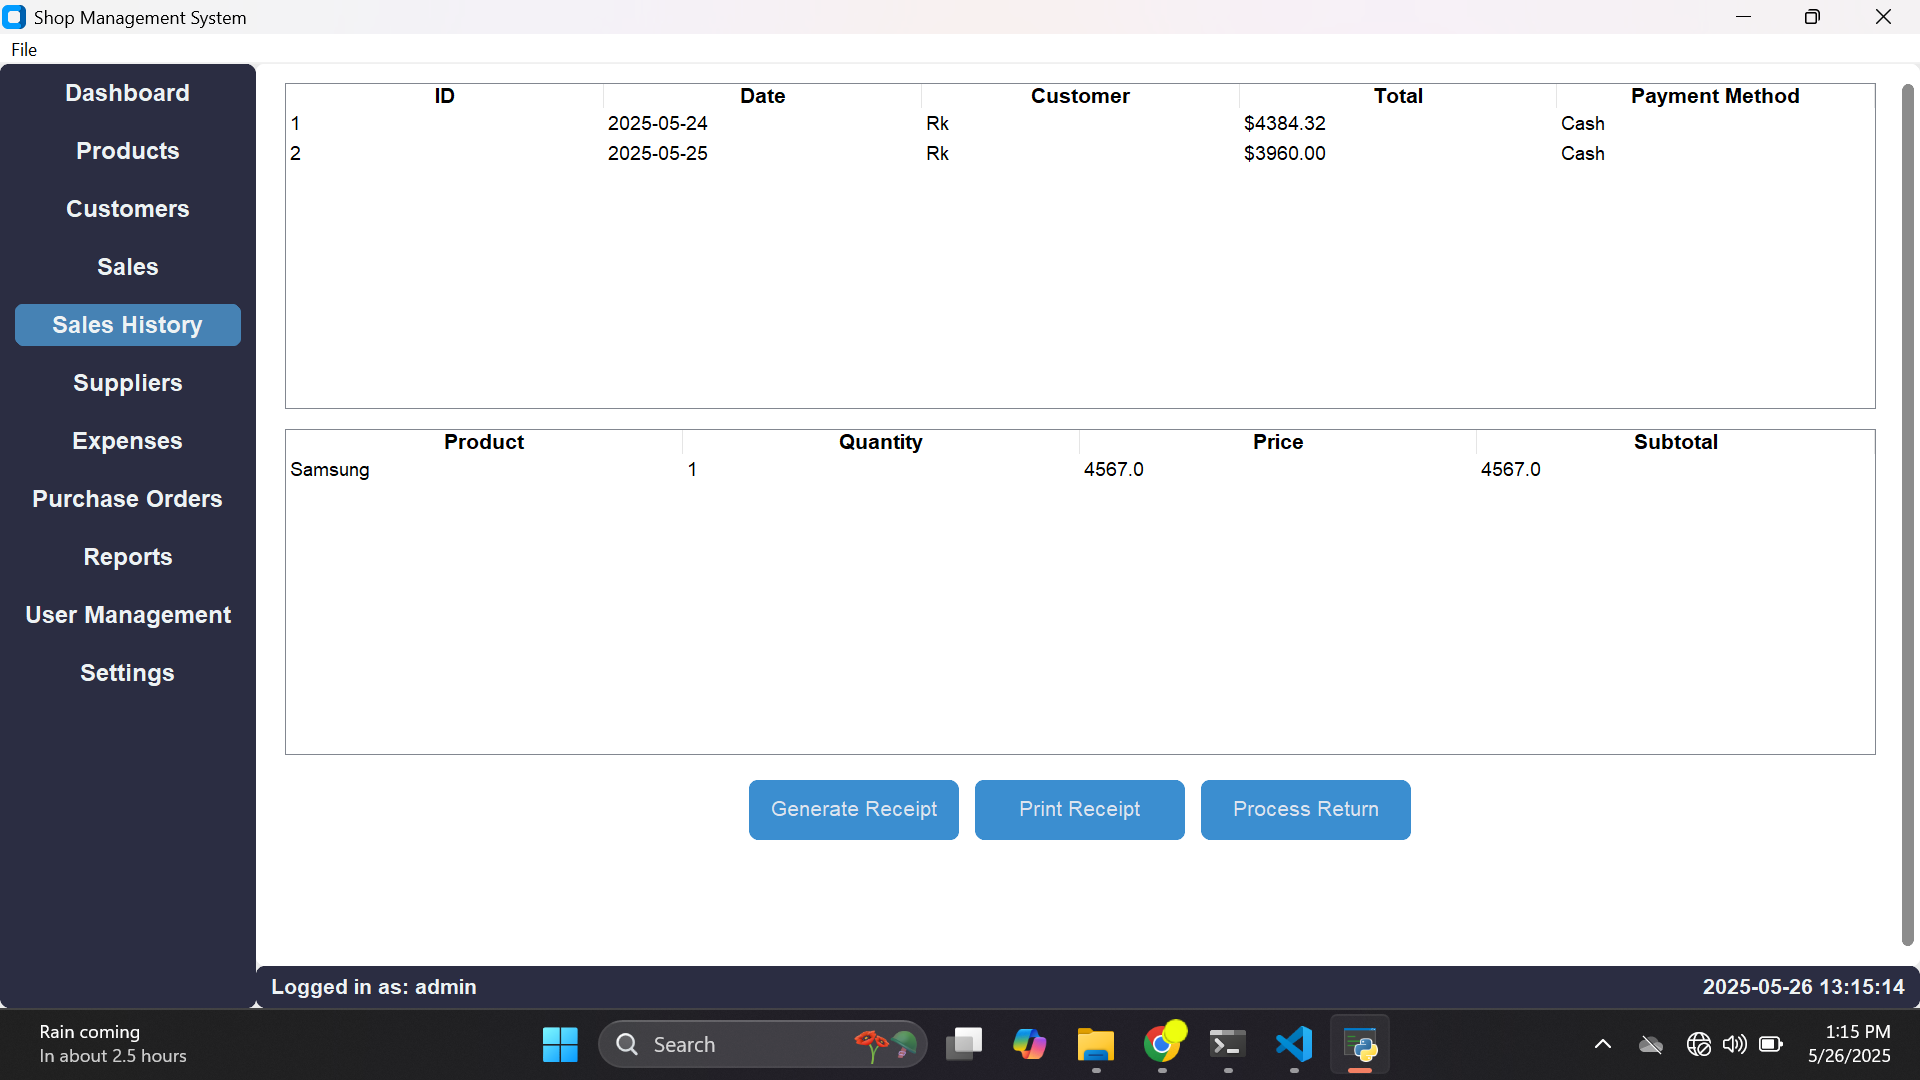 Shop Management System
File
Dashboard
Products
Customers
Sales
Sales History
Suppliers
Expenses
Purchase Orders
Reports
User Management
Settings
ID Date Customer Total Payment Method
1 2025-05-24 Rk $4384.32 Cash
2 2025-05-25 Rk $3960.00 Cash
Product Quantity Price Subtotal
Samsung 1 4567.0 4567.0
Generate Receipt Print Receipt Process Return
Logged in as: admin 2025-05-26 13:15:14
Rain coming
In about 2.5 hours
Search
1:15 PM
5/26/2025